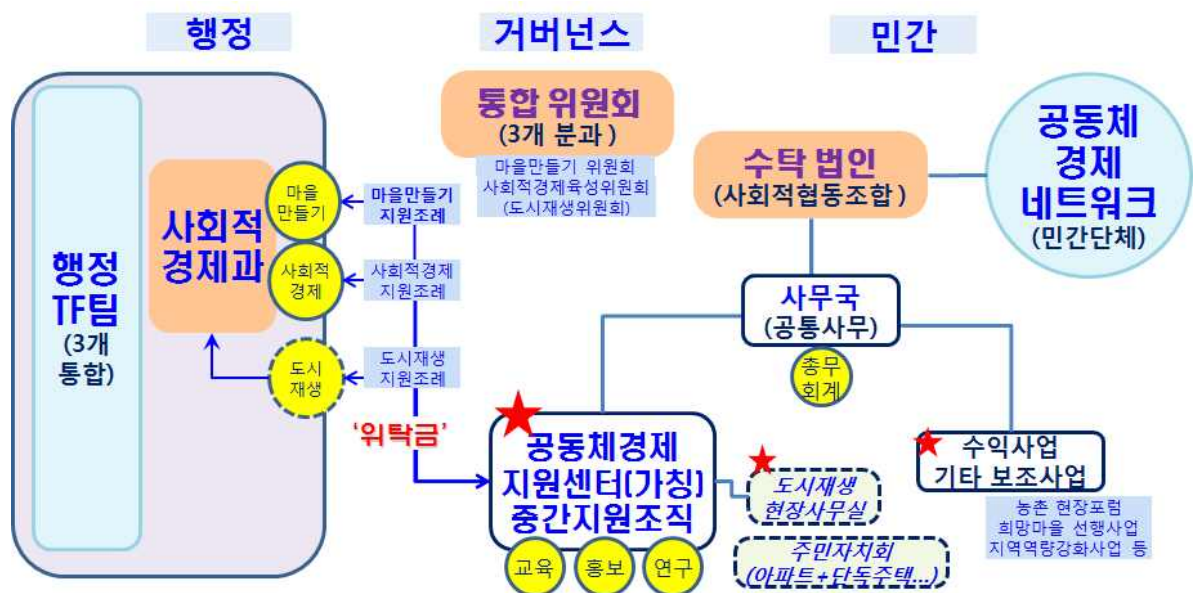 행정
거버넌스
민간
행정
TF팀
(3개
통합)
사회적
경제과
마을
만들기
사회적
경제
도시
재생
마을만들기
지원조례
사회적경제
지원조례
도시재생
지원조례
'위탁금'
통합 위원회
(3개 분과)
마을만들기 위원회
사회적경제육성위원회
(도시재생위원회)
수탁 법인
(사회적협동조합)
공동체
경제
네트워크
(민간단체)
사무국
(공통사무)
총무
회계
공동체경제
지원센터(가칭)
중간지원조직
교육
홍보
연구
도시재생
현장사무실
주민자치회
(아파트+단독주택...)
수익사업
기타 보조사업
농촌 현장포럼
희망마을 선행사업
지역역량강화사업 등